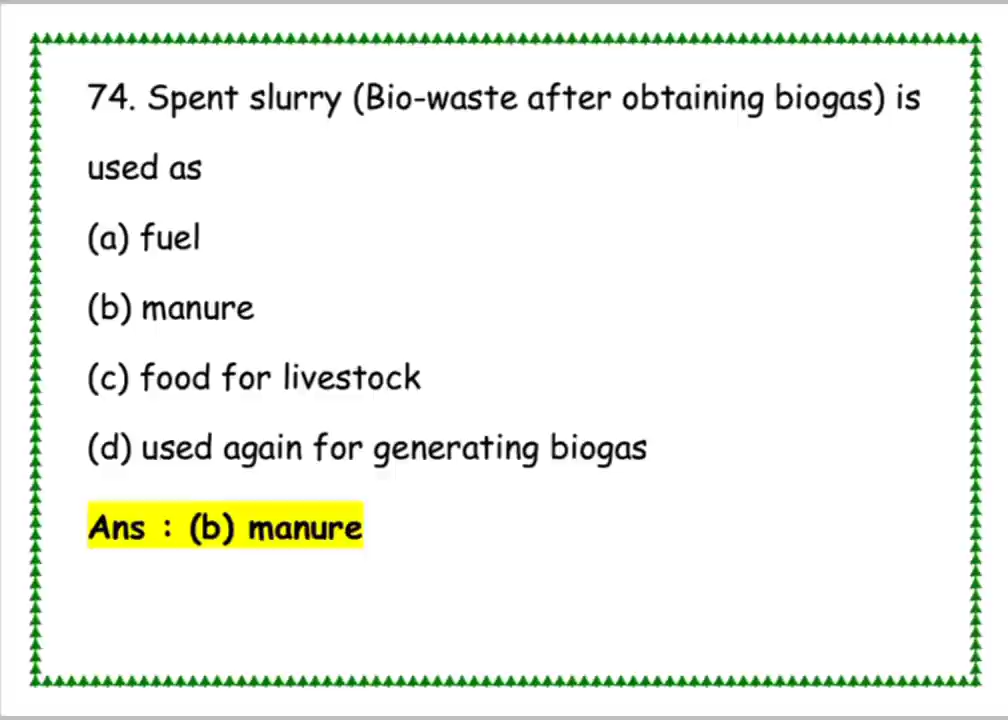 74. Spent slurry (Bio-waste after obtaining biogas) is
used as
(a) fuel
(b) manure
(c) food for livestock
(d) used again for generating biogas
Ans : (b) manure